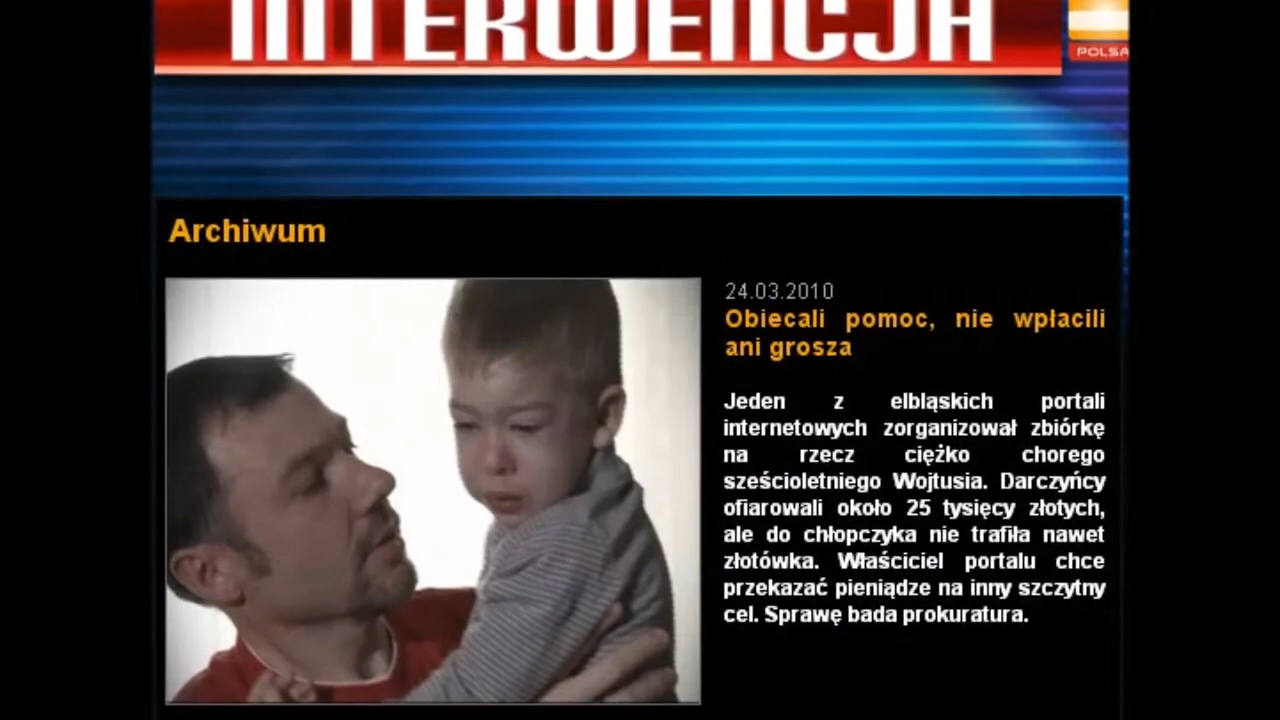 INTERWENCJA
POLSA
Archiwum
24.03.2010
Obiecali pomoc, nie wpłacili
ani grosza
Jeden z elbląskich portali
internetowych zorganizował zbiórkę
na rzecz ciężko chorego
sześcioletniego Wojtusia. Darczyńcy
ofiarowali około 25 tysięcy złotych,
ale do chłopczyka nie trafiła nawet
złotówka. Właściciel portalu chce
przekazać pieniądze na inny szczytny
cel. Sprawę bada prokuratura.